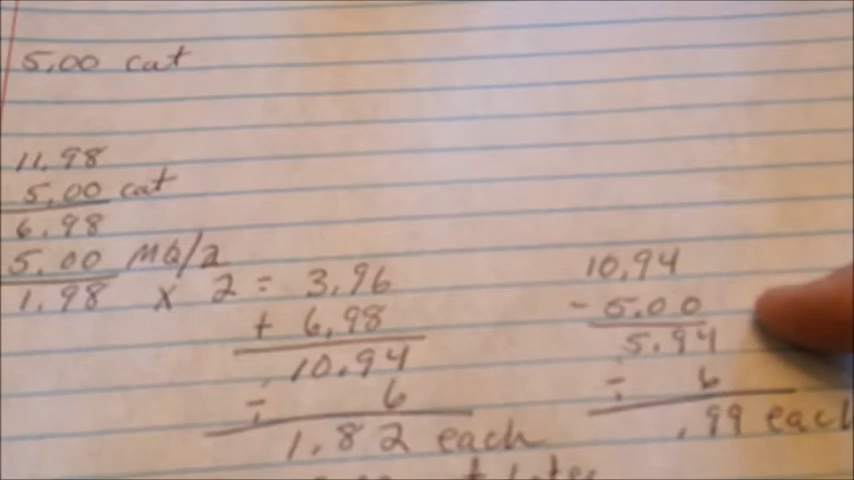 5.00 cat
11.98
5.00 cat
6.98
5.00 MQ/2
1.98 x 2 = 3.96
+ 6.98
10.94
÷ 6
1.82 each
10.94
- 5.00
5.94
÷ 6
.99 each